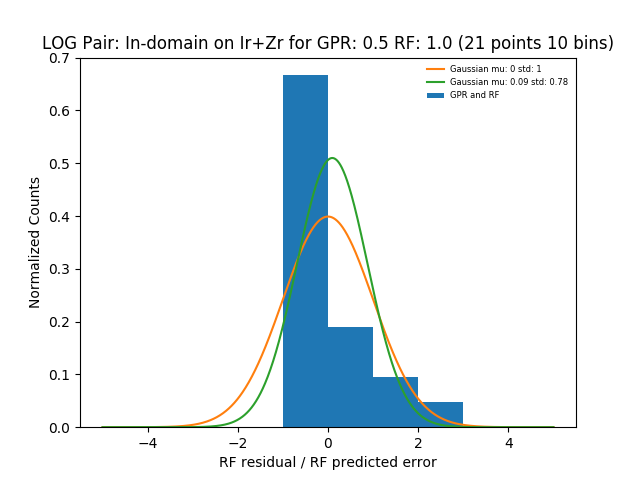 LOG Pair: In-domain on Ir+Zr for GPR: 0.5 RF: 1.0 (21 points 10 bins)
Gaussian mu: 0 std: 1
Gaussian mu: 0.09 std: 0.78
GPR and RF
Normalized Counts
0.7
0.6
0.5
0.4
0.3
0.2
0.1
0.0
−4 −2 0 2 4
RF residual / RF predicted error